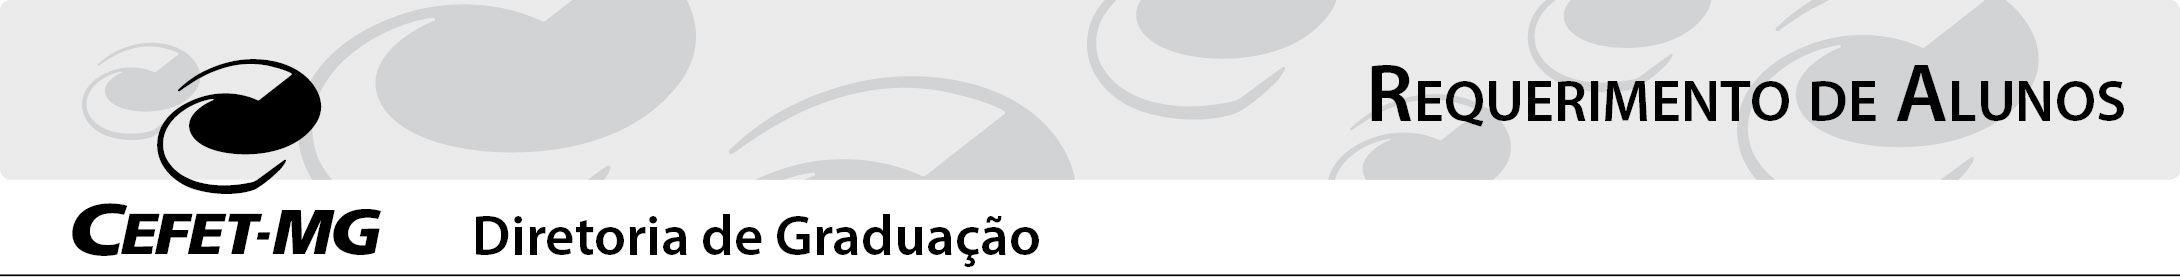 REQUERIMENTO DE ALUNOS
CEFET-MG
Diretoria de Graduação